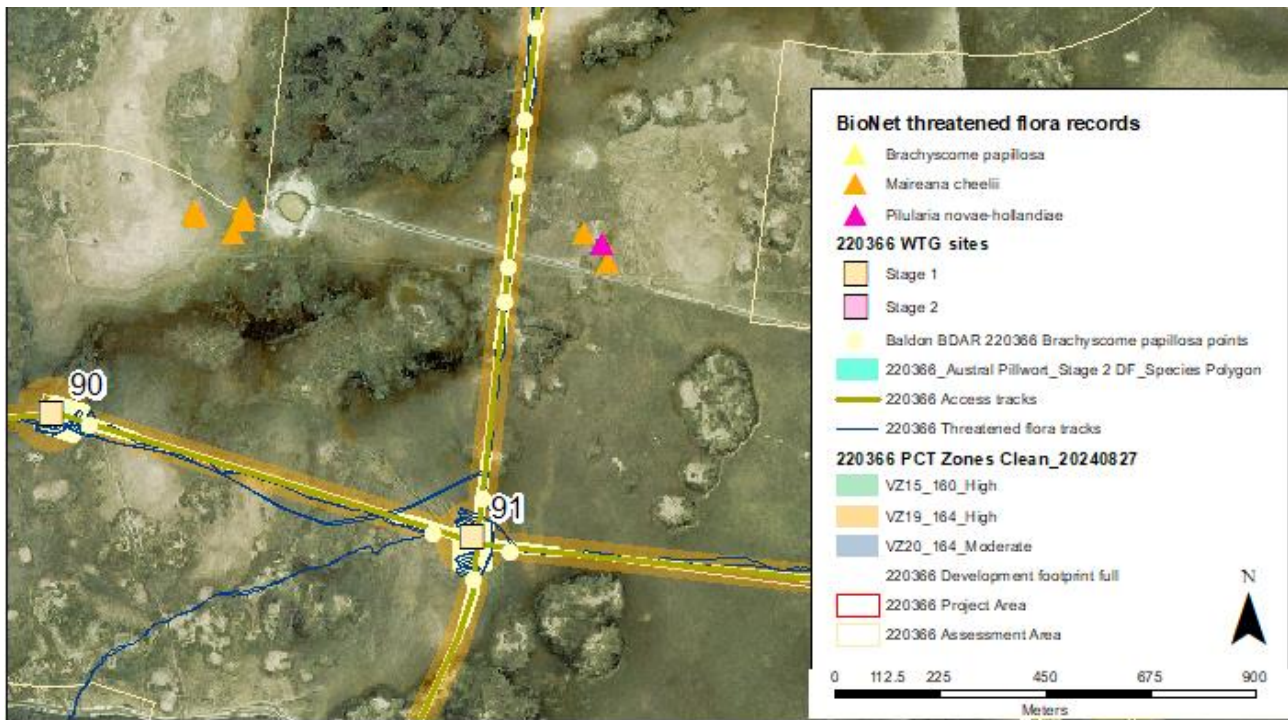 90
91
BioNet threatened flora records
Brachyscome papillosa
Maireana cheelii
Pilularia novae-hollandiae
220366 WTG sites
Stage 1
Stage 2
Baldon BDAR 220366 Brachyscome papillosa points
220366_Austral Pillwort_Stage 2 DF_Species Polygon
220366 Access tracks
220366 Threatened flora tracks
220366 PCT Zones Clean_20240827
VZ15_160_High
VZ19_164_High
VZ20_164_Moderate
220366 Development footprint full
220366 Project Area
220366 Assessment Area
N
0 112.5 225 450 675 900
Meters